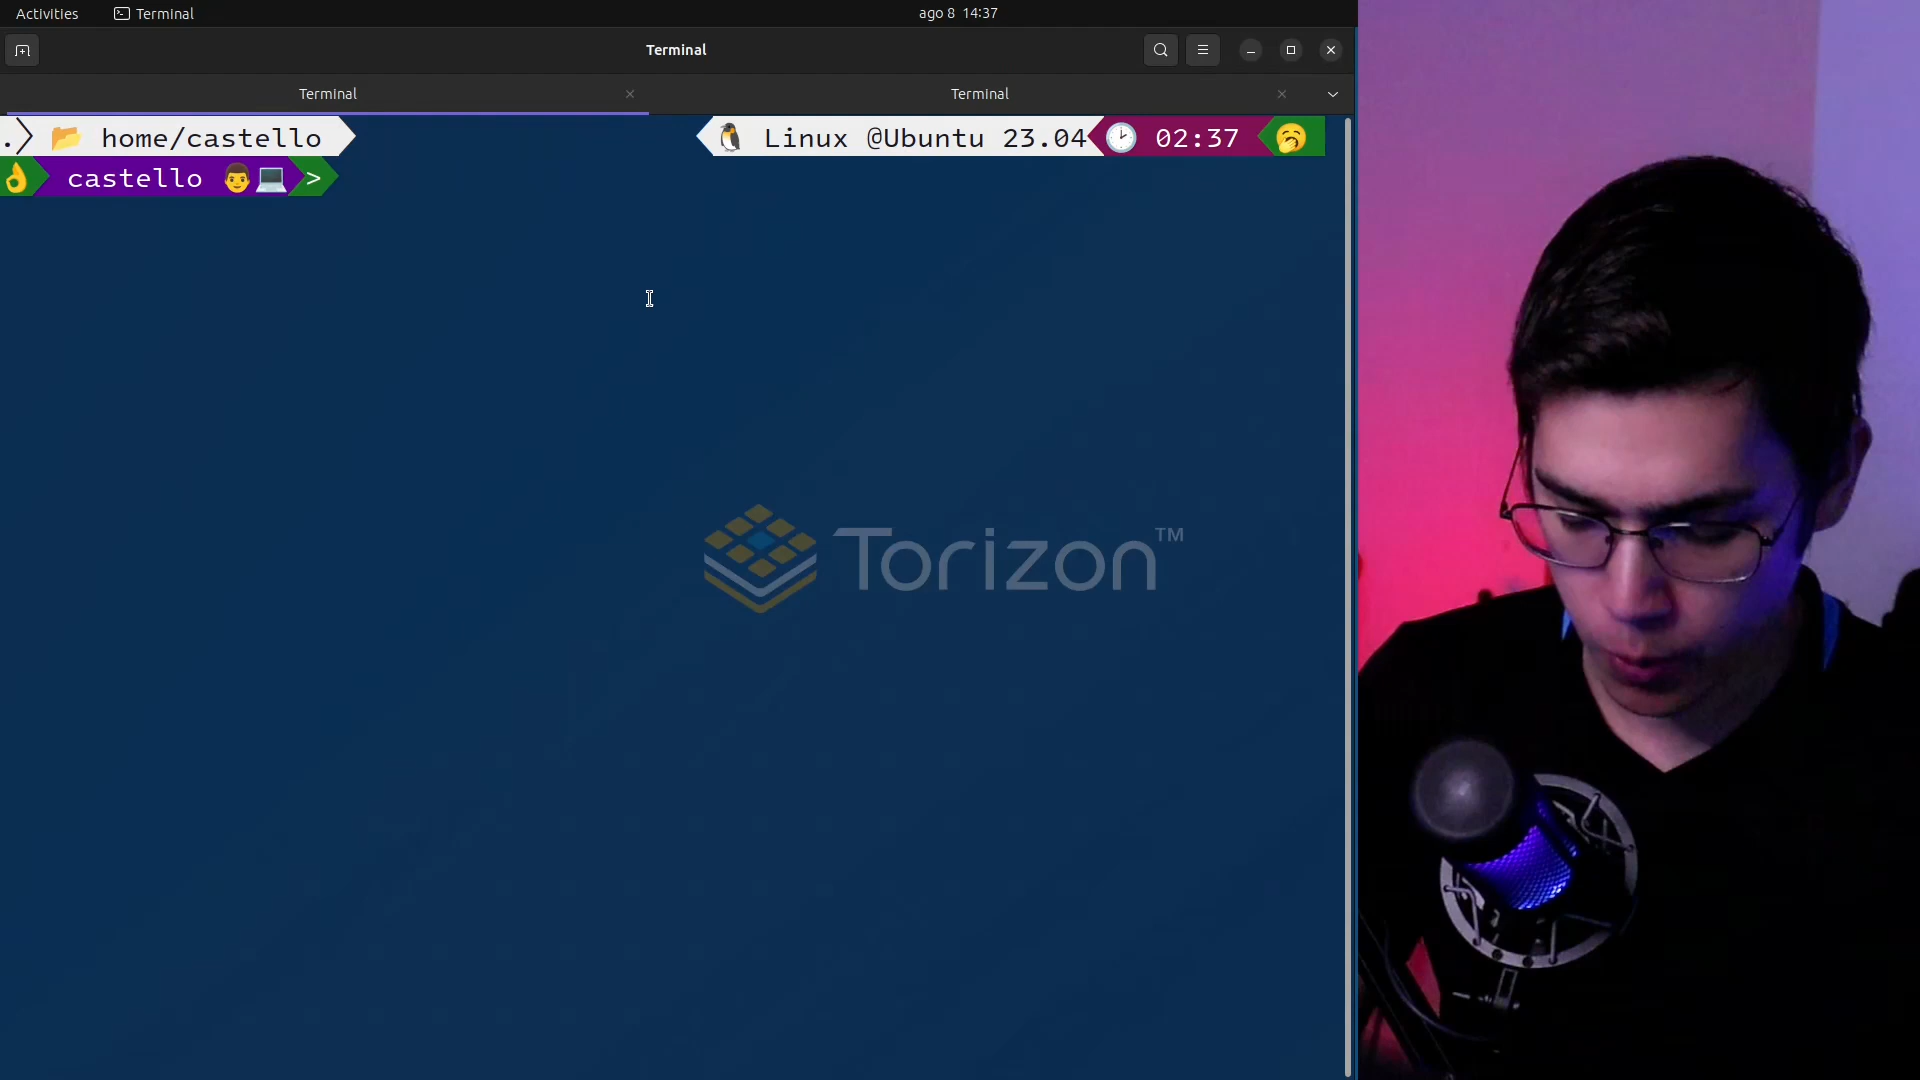 Activities Terminal ago 8 14:37
Terminal
Terminal Terminal
. home/castello Linux @Ubuntu 23.04 02:37
castello >
Torizon™